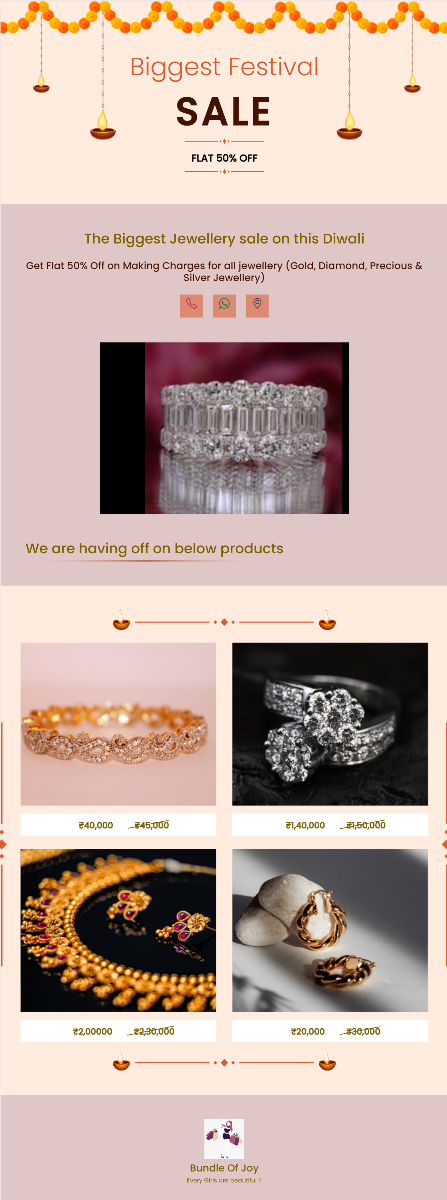 Biggest Festival
SALE
FLAT 50% OFF
The Biggest Jewellery sale on this Diwali
Get Flat 50% Off on Making Charges for all jewellery (Gold, Diamond, Precious &
Silver Jewellery)
We are having off on below products
₹40,000 ₹45,000
₹1,40,000 ₹1,50,000
₹2,00000 ₹2,30,000
₹20,000 ₹30,000
Bundle Of Joy
Every Girls are beautiful !!